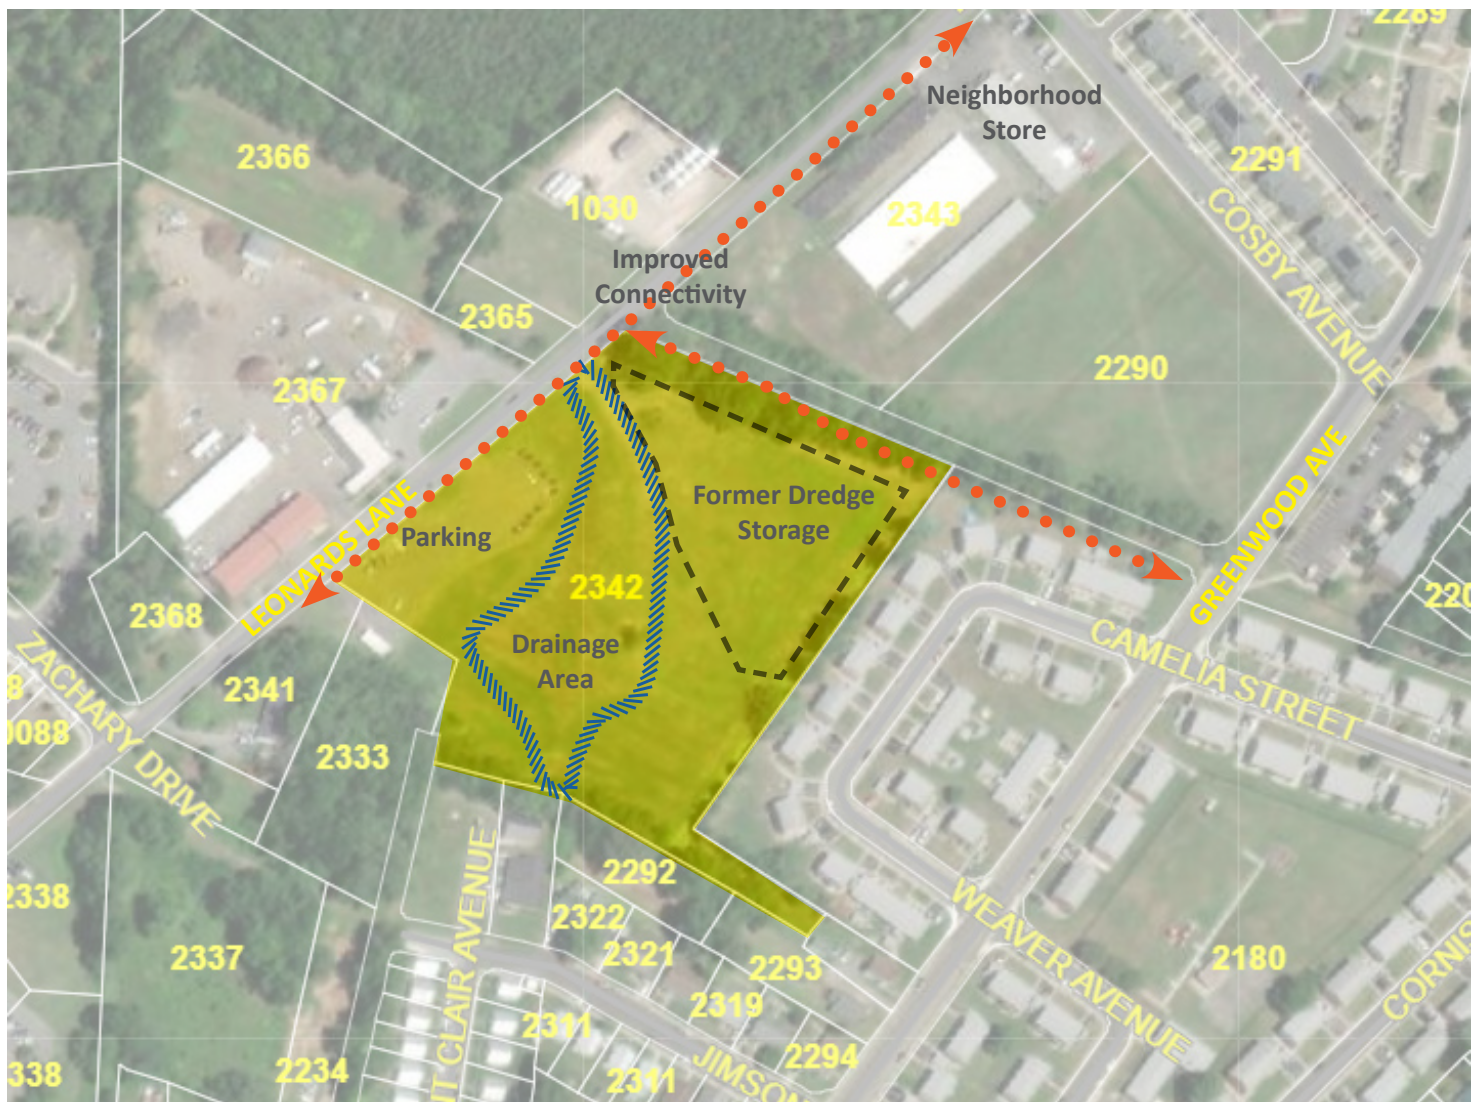 2289
Neighborhood
Store
2366
2291
1030
2343
COSBY AVENUE
Improved
Connectivity
2365
2290
2367
GREENWOOD AVE
Former Dredge
Storage
LEONARDS LANE
Parking
2342
2368
CAMELIA STREET
Drainage
Area
ZACHARY DRIVE
2341
0088
2333
2292
WEAVER AVENUE
2338
2322
2337
2321
2293
2180
2319
2311
2294
JIMSON
2234
2311
338